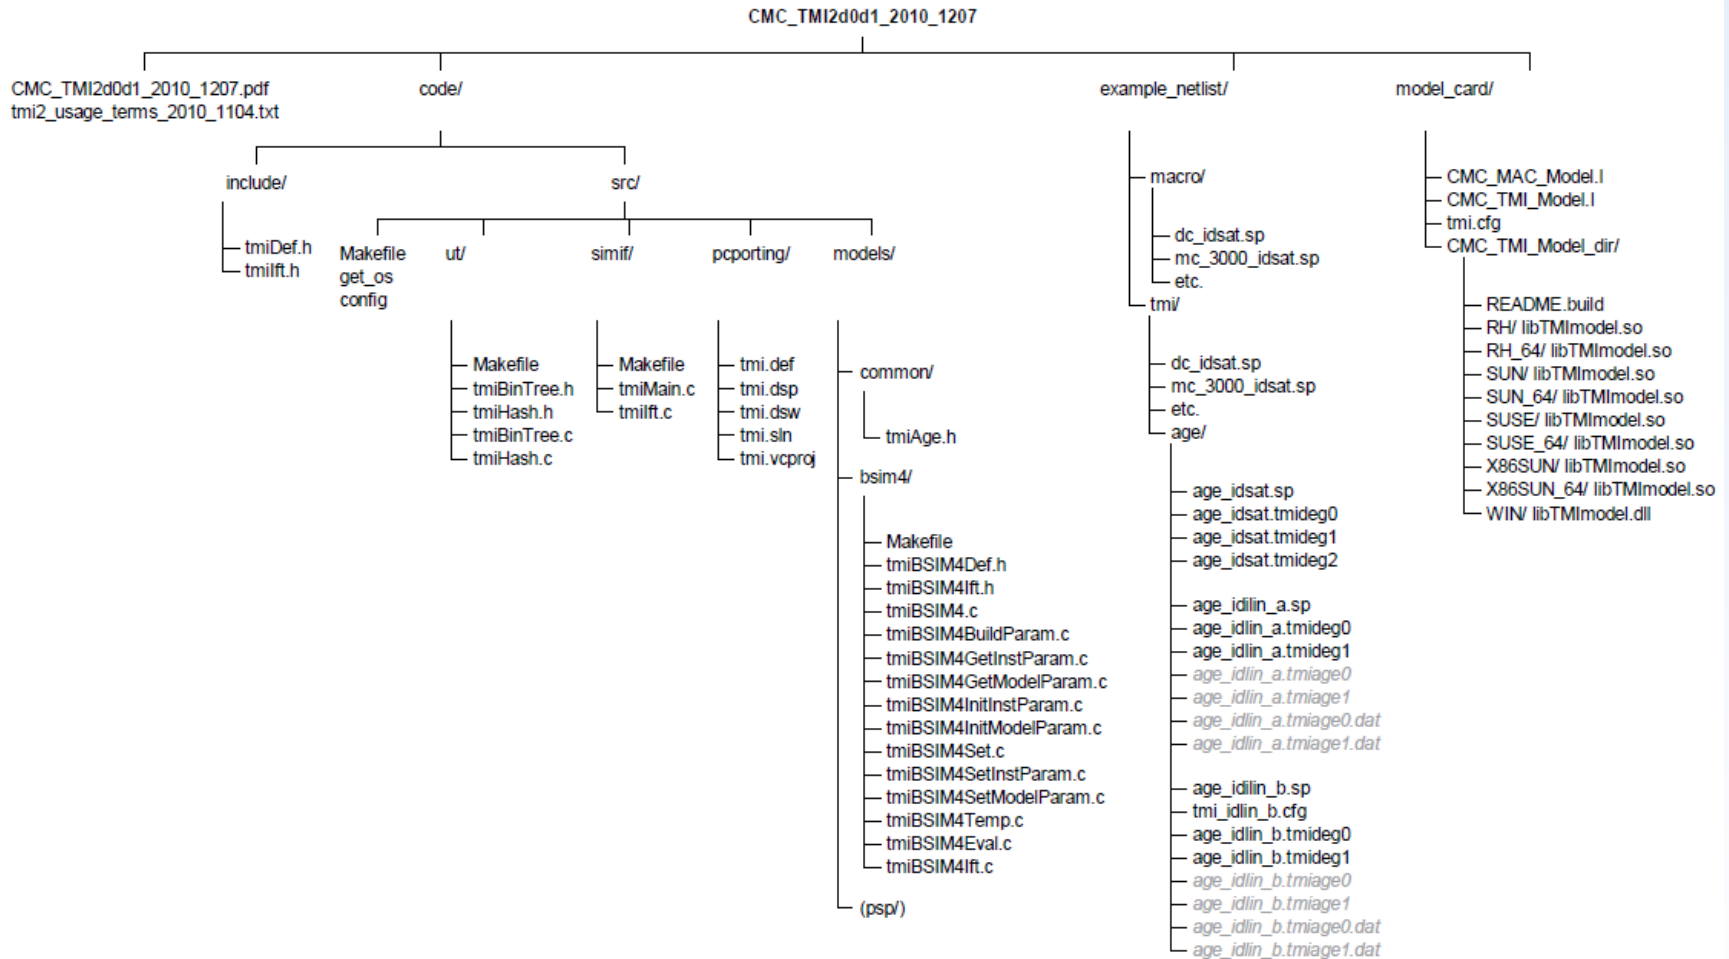 CMC_TMI2d0d1_2010_1207
CMC_TMI2d0d1_2010_1207.pdf
tmi2_usage_terms_2010_1104.txt
code/
example_netlist/
model_card/
include/
src/
tmiDef.h
tmiIft.h
Makefile
get_os
config
ut/
simif/
pcporting/
models/
Makefile
tmiBinTree.h
tmiHash.h
tmiBinTree.c
tmiHash.c
Makefile
tmiMain.c
tmiIft.c
tmi.def
tmi.dsp
tmi.dsw
tmi.sln
tmi.vcproj
common/
tmiAge.h
bsim4/
Makefile
tmiBSIM4Def.h
tmiBSIM4Ift.h
tmiBSIM4.c
tmiBSIM4BuildParam.c
tmiBSIM4GetInstParam.c
tmiBSIM4GetModelParam.c
tmiBSIM4InitInstParam.c
tmiBSIM4InitModelParam.c
tmiBSIM4Set.c
tmiBSIM4SetInstParam.c
tmiBSIM4SetModelParam.c
tmiBSIM4Temp.c
tmiBSIM4Eval.c
tmiBSIM4Ift.c
(psp/)
macro/
dc_idsat.sp
mc_3000_idsat.sp
etc.
tmi/
dc_idsat.sp
mc_3000_idsat.sp
etc.
age/
age_idsat.sp
age_idsat.tmideg0
age_idsat.tmideg1
age_idsat.tmideg2
age_idilin_a.sp
age_idlin_a.tmideg0
age_idlin_a.tmideg1
age_idlin_a.tmiage0
age_idlin_a.tmiage1
age_idlin_a.tmiage0.dat
age_idlin_a.tmiage1.dat
age_idilin_b.sp
tmi_idlin_b.cfg
age_idlin_b.tmideg0
age_idlin_b.tmideg1
age_idlin_b.tmiage0
age_idlin_b.tmiage1
age_idlin_b.tmiage0.dat
age_idlin_b.tmiage1.dat
CMC_MAC_Model.l
CMC_TMI_Model.l
tmi.cfg
CMC_TMI_Model_dir/
README.build
RH/ libTMImodel.so
RH_64/ libTMImodel.so
SUN/ libTMImodel.so
SUN_64/ libTMImodel.so
SUSE/ libTMImodel.so
SUSE_64/ libTMImodel.so
X86SUN/ libTMImodel.so
X86SUN_64/ libTMImodel.so
WIN/ libTMImodel.dll